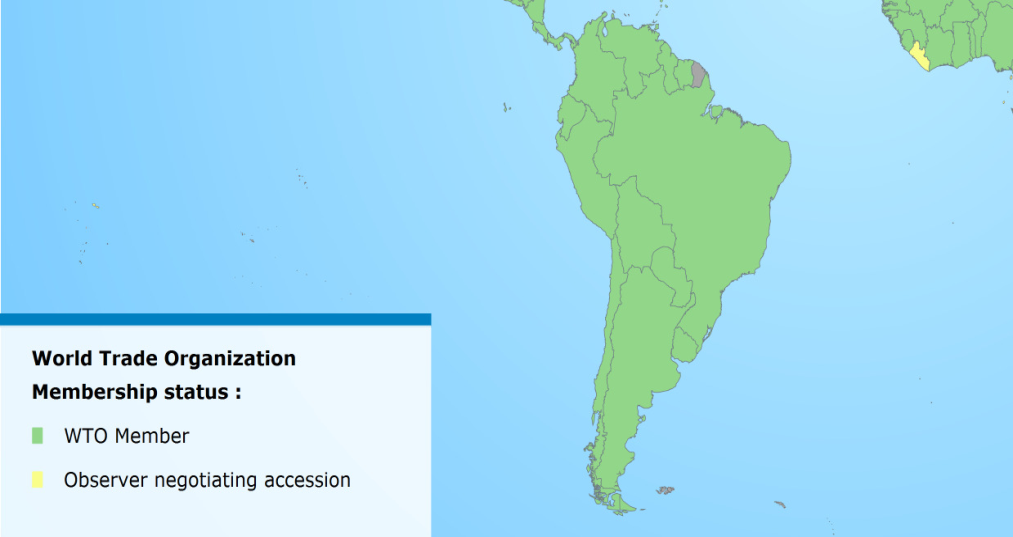 World Trade Organization
Membership status :
WTO Member
Observer negotiating accession